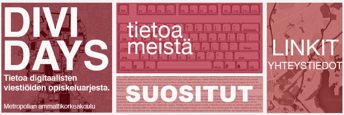 DIVI
DAYS
Tietoa digitaalisten
viestiöiden opiskeluarjesta.
Metropolian ammattikorkeakoulu
tietoa
meistä
SUOSITUT
LINKIT
YHTEYSTIEDOT